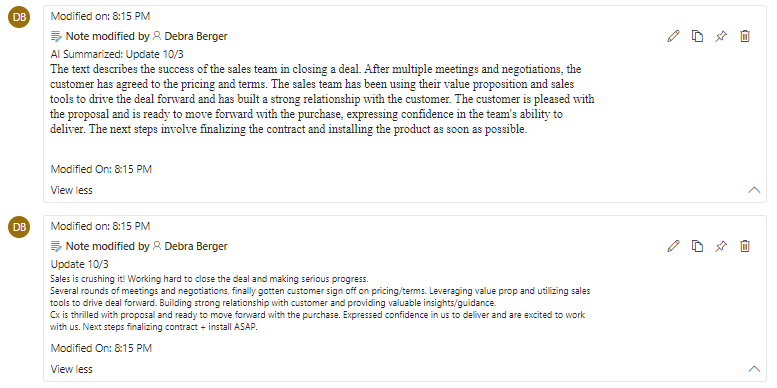 DB
Modified on: 8:15 PM
Note modified by Debra Berger
AI Summarized: Update 10/3
The text describes the success of the sales team in closing a deal. After multiple meetings and negotiations, the
customer has agreed to the pricing and terms. The sales team has been using their value proposition and sales
tools to drive the deal forward and has built a strong relationship with the customer. The customer is pleased with
the proposal and is ready to move forward with the purchase, expressing confidence in the team's ability to
deliver. The next steps involve finalizing the contract and installing the product as soon as possible.
Modified On: 8:15 PM
View less
DB
Modified on: 8:15 PM
Note modified by Debra Berger
Update 10/3
Sales is crushing it! Working hard to close the deal and making serious progress.
Several rounds of meetings and negotiations, finally gotten customer sign off on pricing/terms. Leveraging value prop and utilizing sales
tools to drive deal forward. Building strong relationship with customer and providing valuable insights/guidance.
Cx is thrilled with proposal and ready to move forward with the purchase. Expressed confidence in us to deliver and are excited to work
with us. Next steps finalizing contract + install ASAP.
Modified On: 8:15 PM
View less